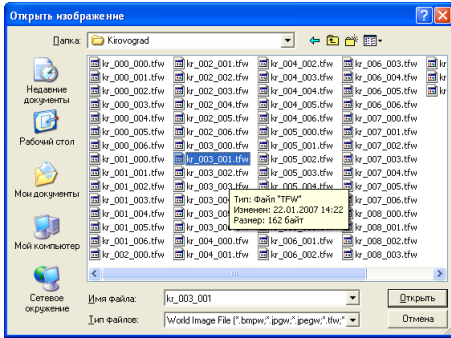 Открыть изображение
Папка:
Kirovograd
Недавние документы
Рабочий стол
Мои документы
Мой компьютер
Сетевое окружение
kr_000_000.tfw
kr_000_001.tfw
kr_000_002.tfw
kr_000_003.tfw
kr_000_004.tfw
kr_000_005.tfw
kr_000_006.tfw
kr_001_000.tfw
kr_001_001.tfw
kr_001_002.tfw
kr_001_003.tfw
kr_001_004.tfw
kr_001_005.tfw
kr_001_006.tfw
kr_002_000.tfw
kr_002_001.tfw
kr_002_002.tfw
kr_002_003.tfw
kr_002_004.tfw
kr_002_005.tfw
kr_002_006.tfw
kr_003_000.tfw
kr_003_001.tfw
kr_003_002.tfw
kr_003_006.tfw
kr_004_000.tfw
kr_004_001.tfw
kr_004_002.tfw
kr_004_003.tfw
kr_004_004.tfw
kr_004_005.tfw
kr_004_006.tfw
kr_005_000.tfw
kr_005_001.tfw
kr_005_002.tfw
kr_005_003.tfw
kr_005_004.tfw
Тип: Файл "TFW"
Изменен: 22.01.2007 14:22
Размер: 162 байт
kr_006_001.tfw
kr_006_002.tfw
kr_006_003.tfw
kr_006_004.tfw
kr_006_005.tfw
kr_006_006.tfw
kr_007_000.tfw
kr_007_001.tfw
kr_007_002.tfw
kr_007_003.tfw
kr_007_004.tfw
kr_007_005.tfw
kr_007_006.tfw
kr_008_000.tfw
kr_008_001.tfw
kr_008_002.tfw
kr_008_003.tfw
kr
kr
kr
Имя файла:
kr_003_001
Открыть
Тип файлов:
World Image File (*.bmpw;*.jpgw;*.jpegw;*.tfw;*
Отмена